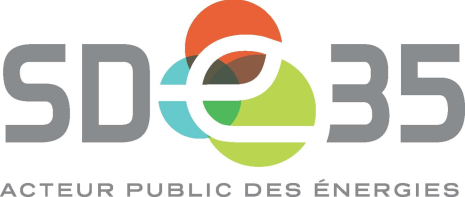 SDe35
ACTEUR PUBLIC DES ÉNERGIES